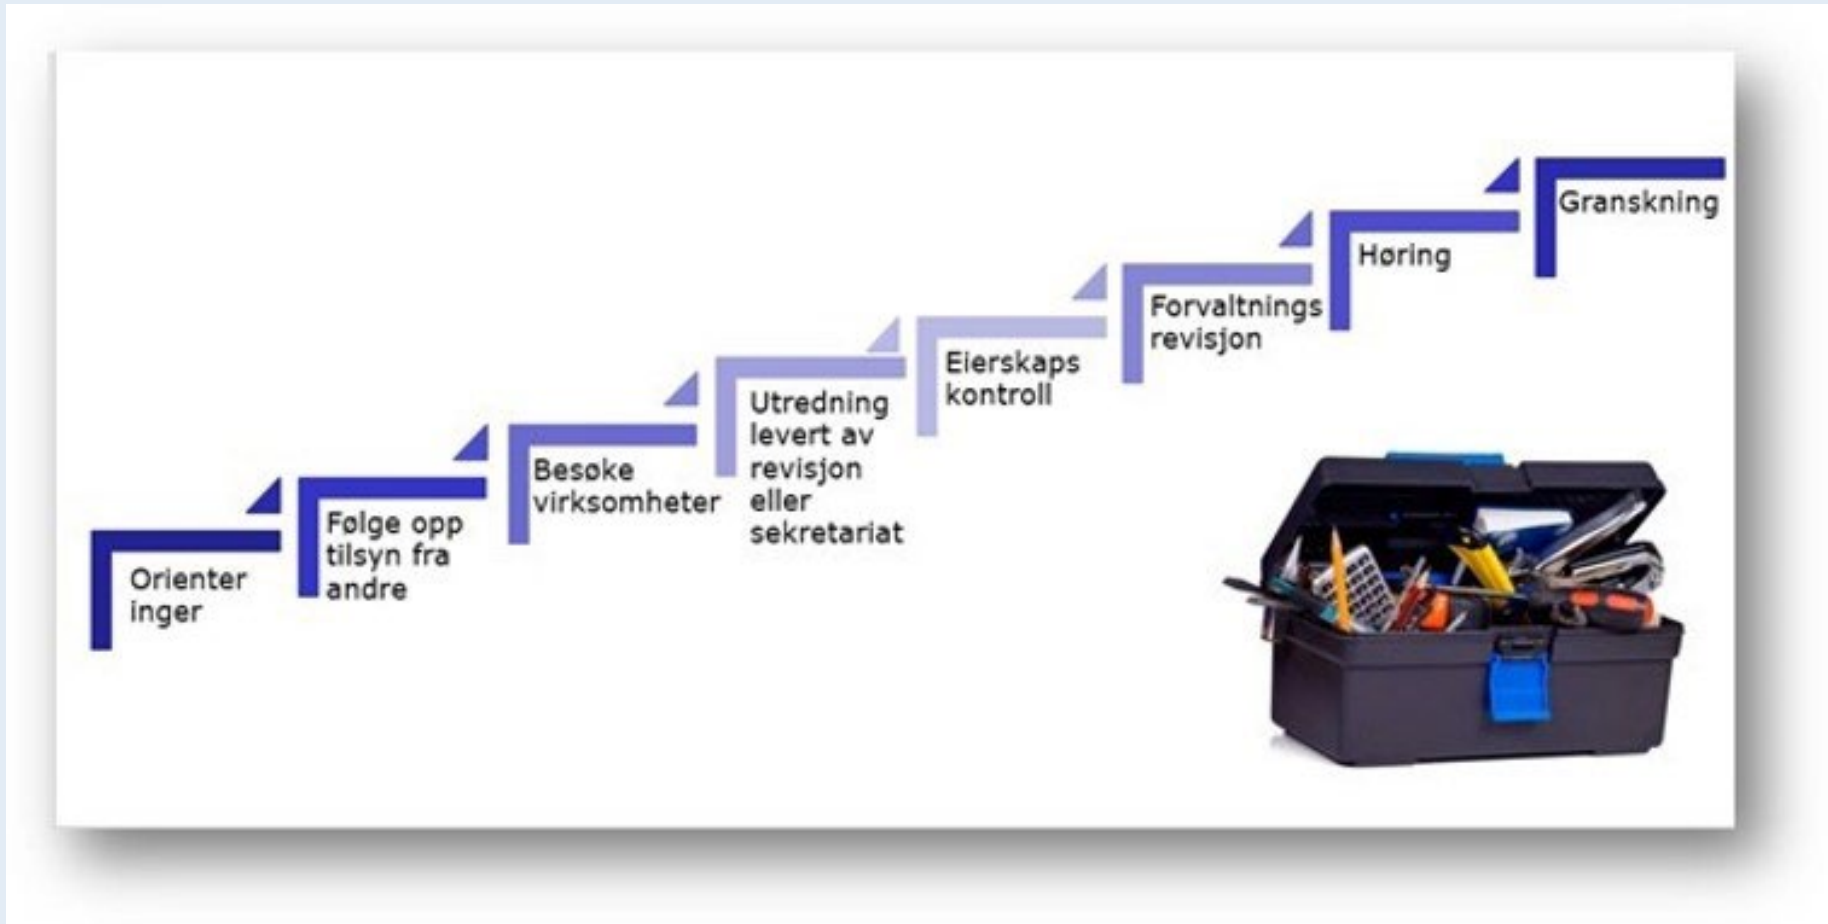 Orienter
inger
Følge opp
tilsyn fra
andre
Besøke
virksomheter
Utredning
levert av
revisjon
eller
sekretariat
Eierskaps
kontroll
Forvaltnings
revisjon
Høring
Granskning